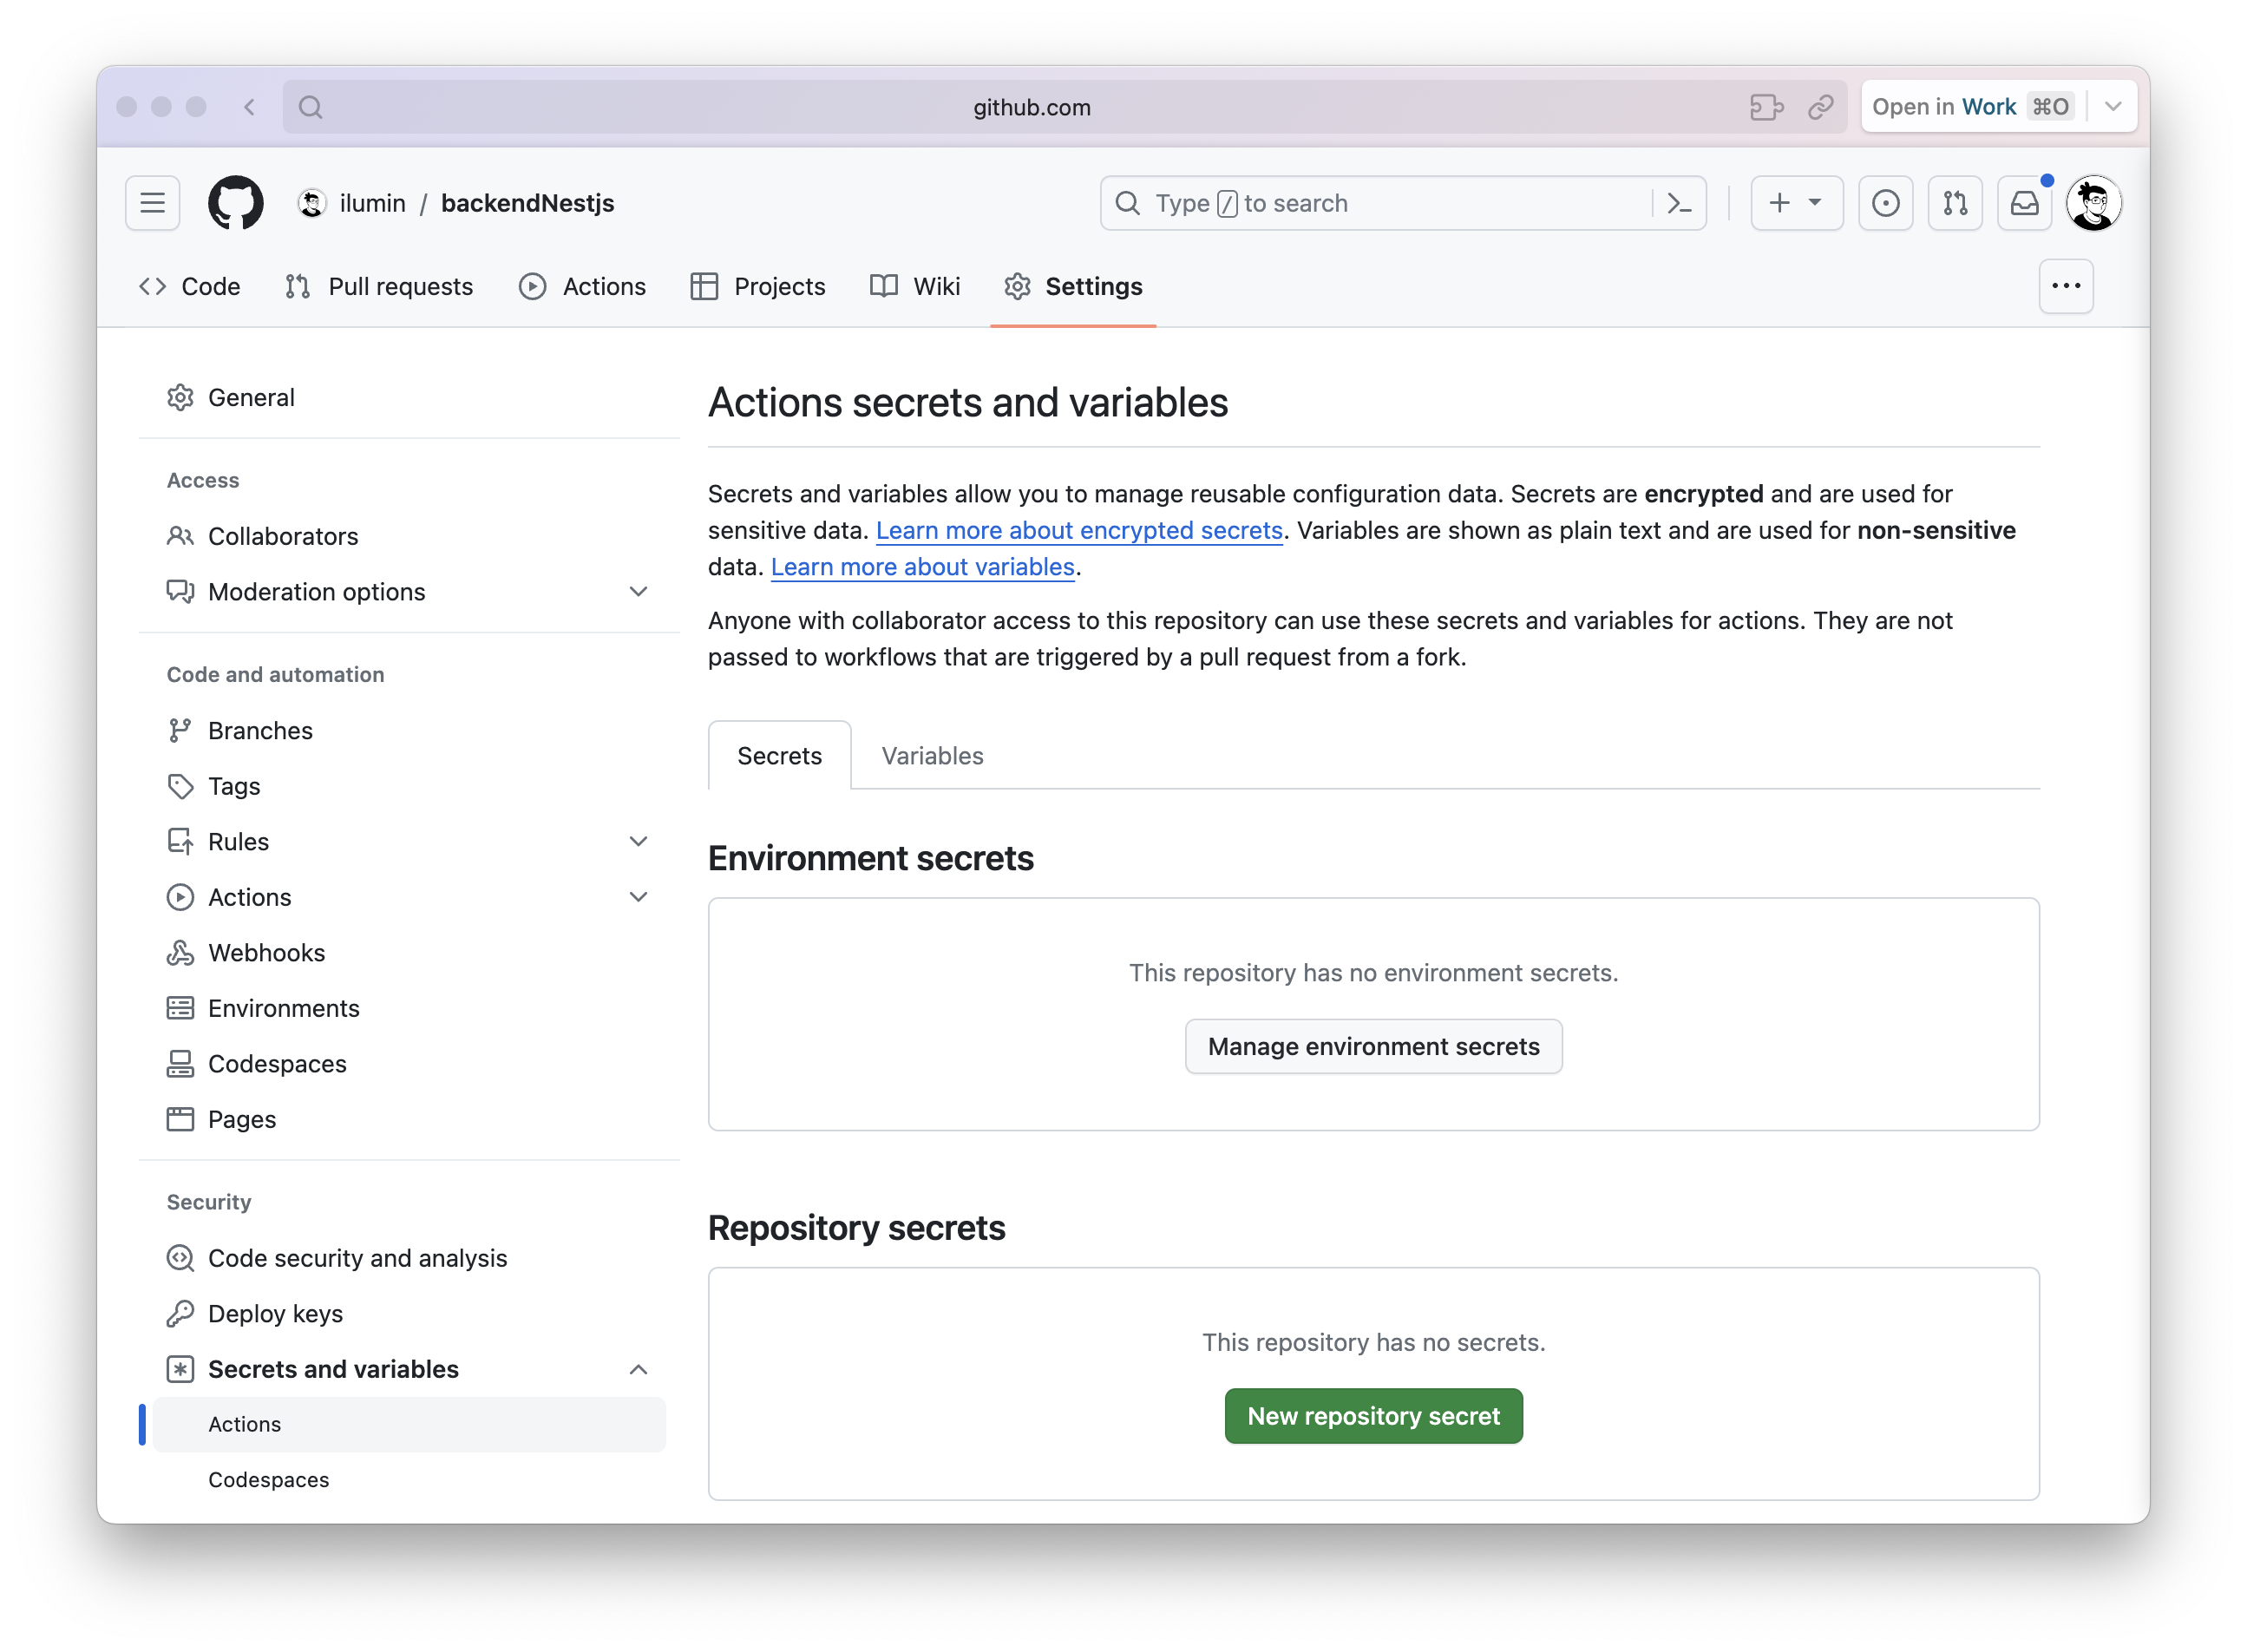 github.com
Open in Work ⌘O
ilumin / backendNestjs
Type / to search
Code
Pull requests
Actions
Projects
Wiki
Settings
General
Access
Collaborators
Moderation options
Code and automation
Branches
Tags
Rules
Actions
Webhooks
Environments
Codespaces
Pages
Security
Code security and analysis
Deploy keys
Secrets and variables
Actions
Codespaces
Actions secrets and variables
Secrets and variables allow you to manage reusable configuration data. Secrets are encrypted and are used for
sensitive data. Learn more about encrypted secrets. Variables are shown as plain text and are used for non-sensitive
data. Learn more about variables.
Anyone with collaborator access to this repository can use these secrets and variables for actions. They are not
passed to workflows that are triggered by a pull request from a fork.
Secrets
Variables
Environment secrets
This repository has no environment secrets.
Manage environment secrets
Repository secrets
This repository has no secrets.
New repository secret